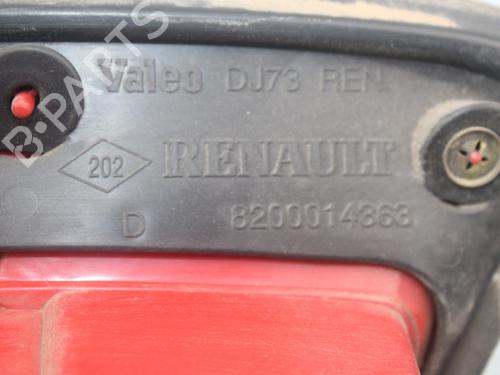 Valeo DJ73 REN
202 RENAULT
D 8200014363
B-PARTS